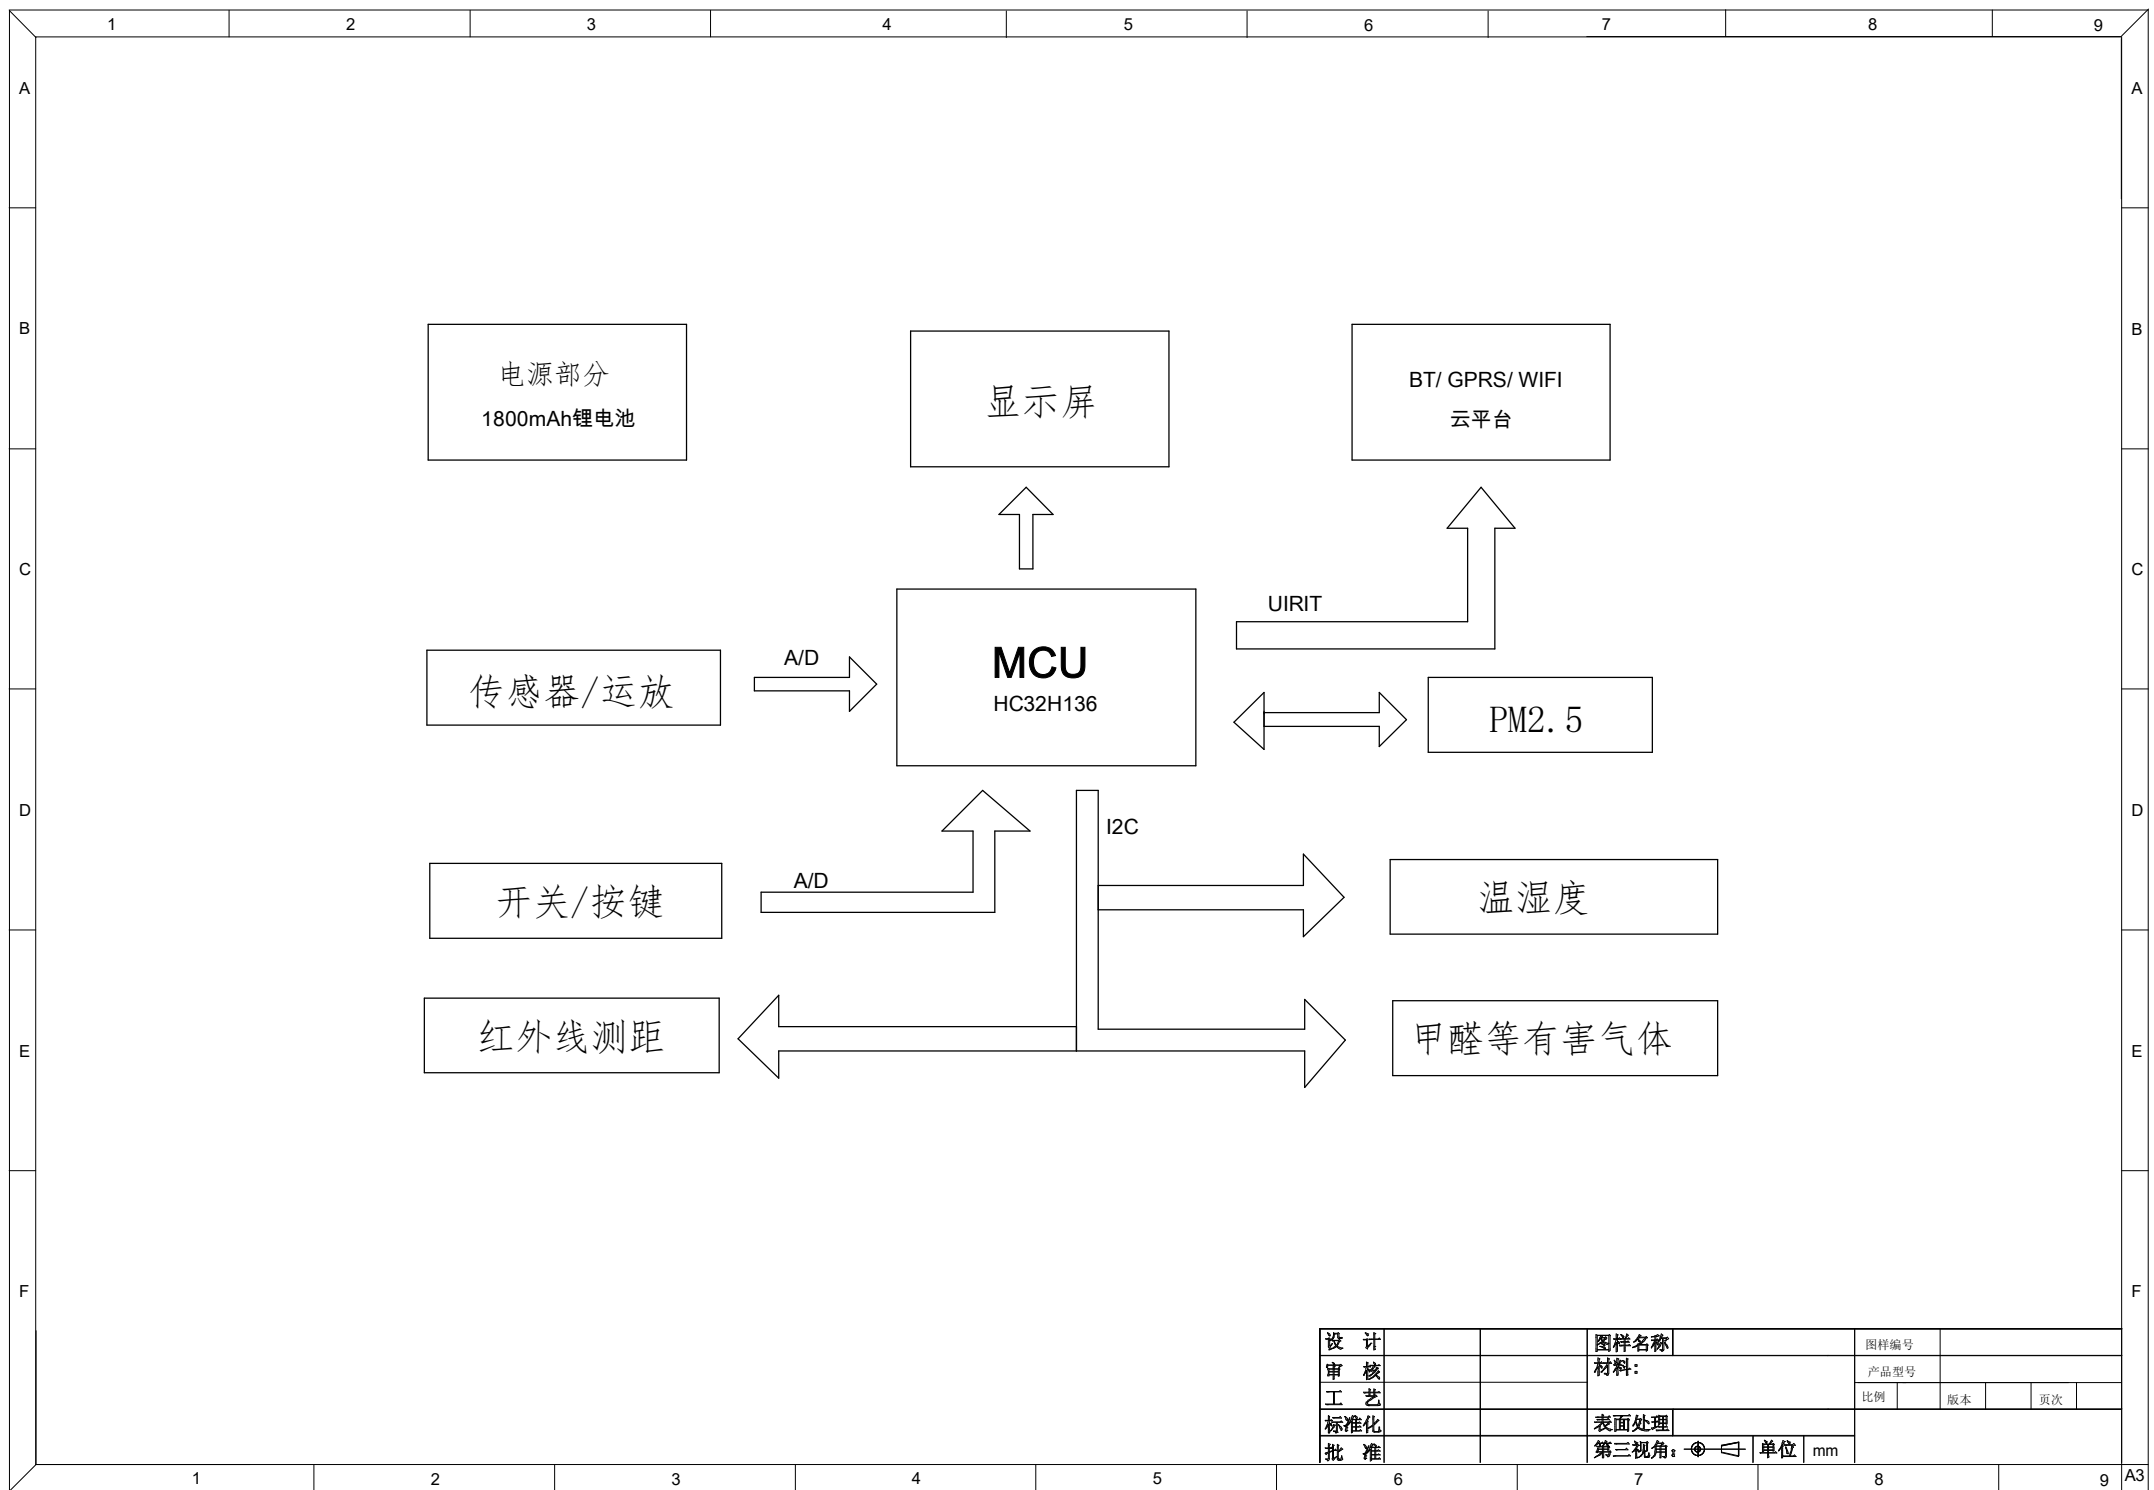 1 2 3 4 5 6 7 8 9
A A
B B
电源部分
1800mAh锂电池
显示屏
BT/ GPRS/ WIFI
云平台
C C
UIRIT
A/D
传感器/运放
MCU
HC32H136
PM2.5
D D
I2C
A/D
开关/按键
温湿度
红外线测距
甲醛等有害气体
E E
F F
设 计 图样名称 图样编号
审 核 材料: 产品型号
工 艺 比例 版本 页次
标准化 表面处理
批 准 第三视角: 单位 mm
1 2 3 4 5 6 7 8 9 A3